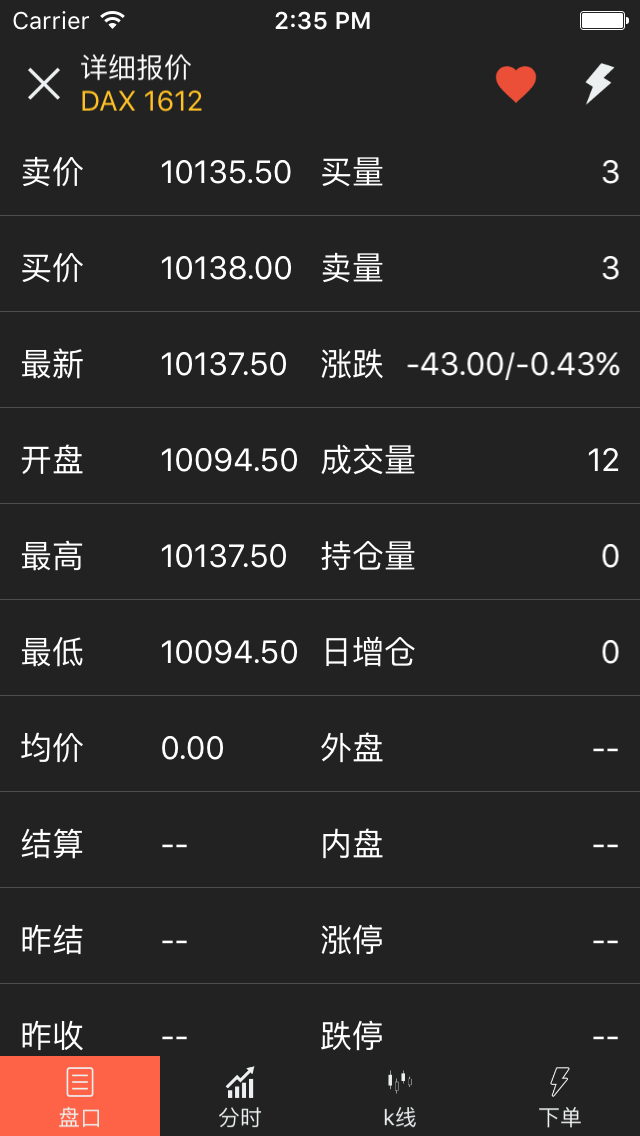 Carrier 2:35 PM
详细报价
DAX 1612
卖价 10135.50 买量 3
买价 10138.00 卖量 3
最新 10137.50 涨跌 -43.00/-0.43%
开盘 10094.50 成交量 12
最高 10137.50 持仓量 0
最低 10094.50 日增仓 0
均价 0.00 外盘 --
结算 -- 内盘 --
昨结 -- 涨停 --
昨收 -- 跌停 --
盘口 分时 k线 下单